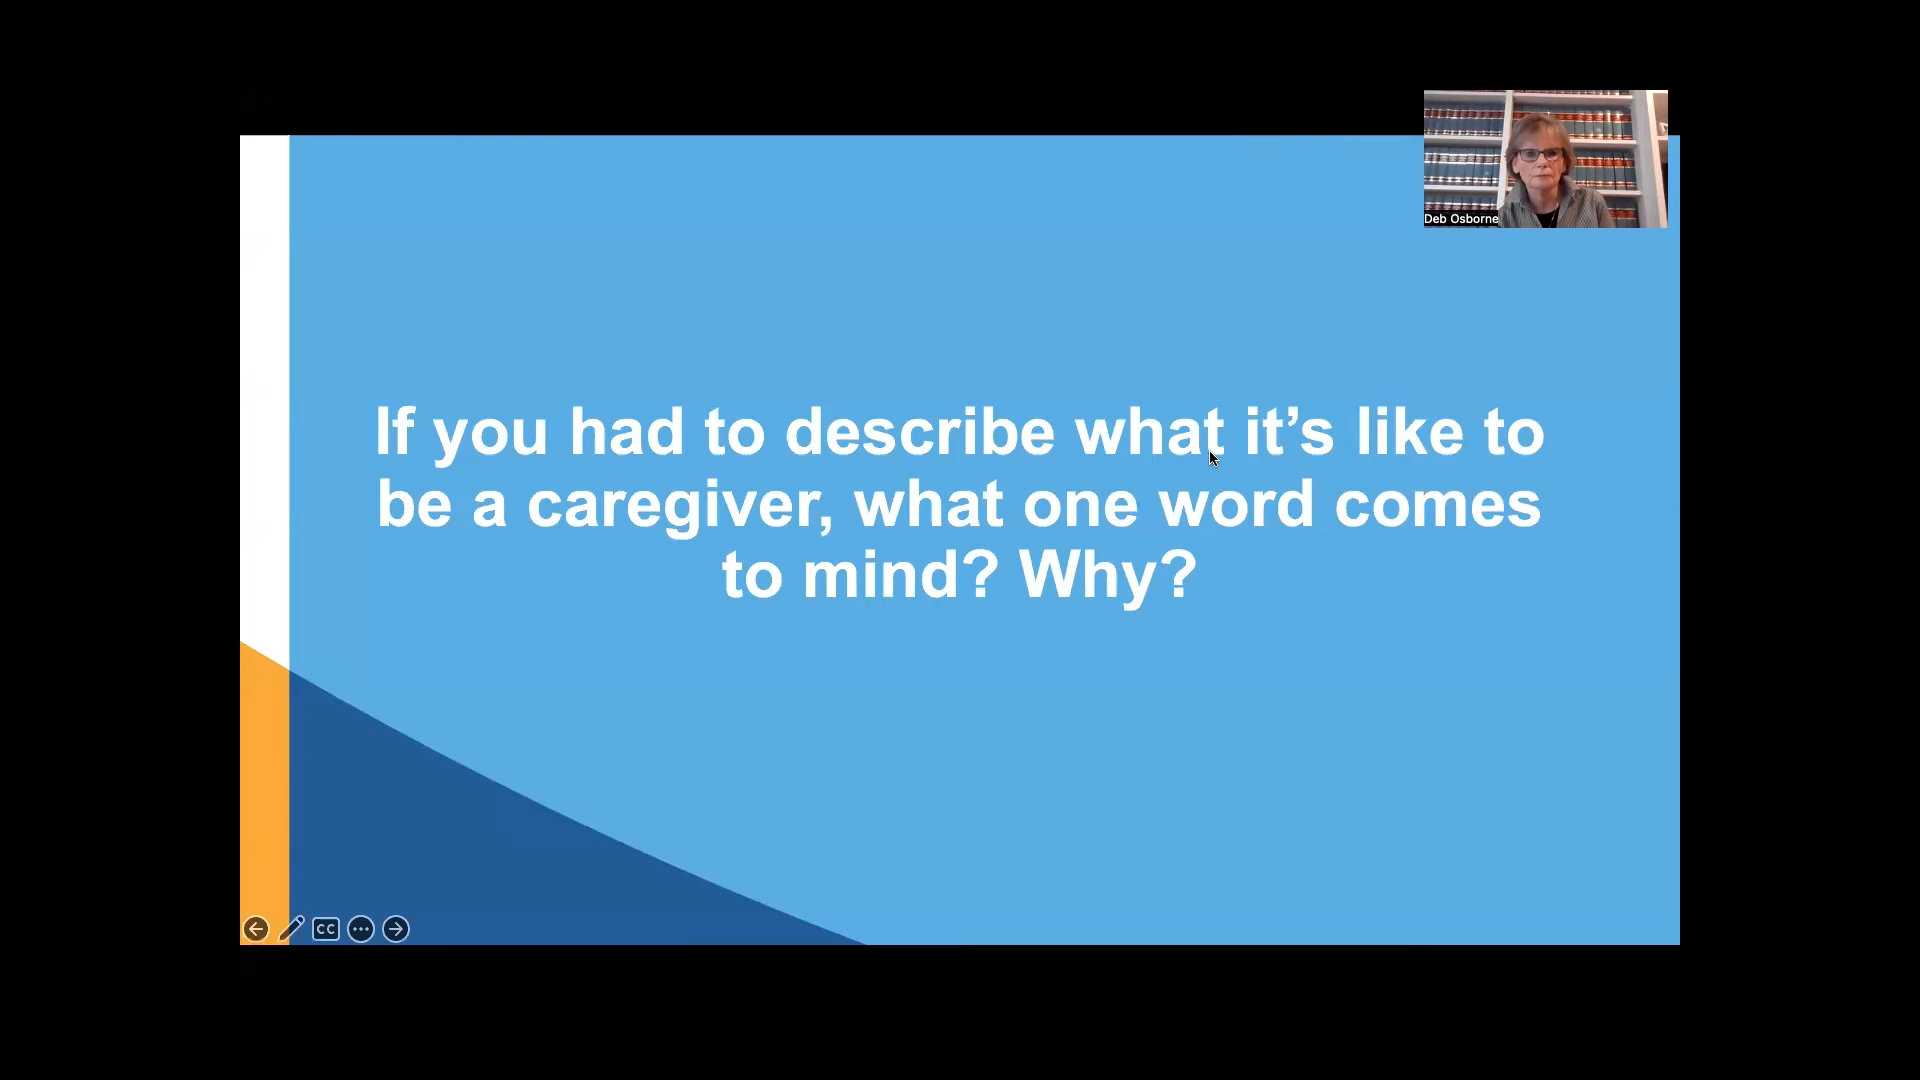 Deb Osborne
If you had to describe what it’s like to
be a caregiver, what one word comes
to mind? Why?
CC